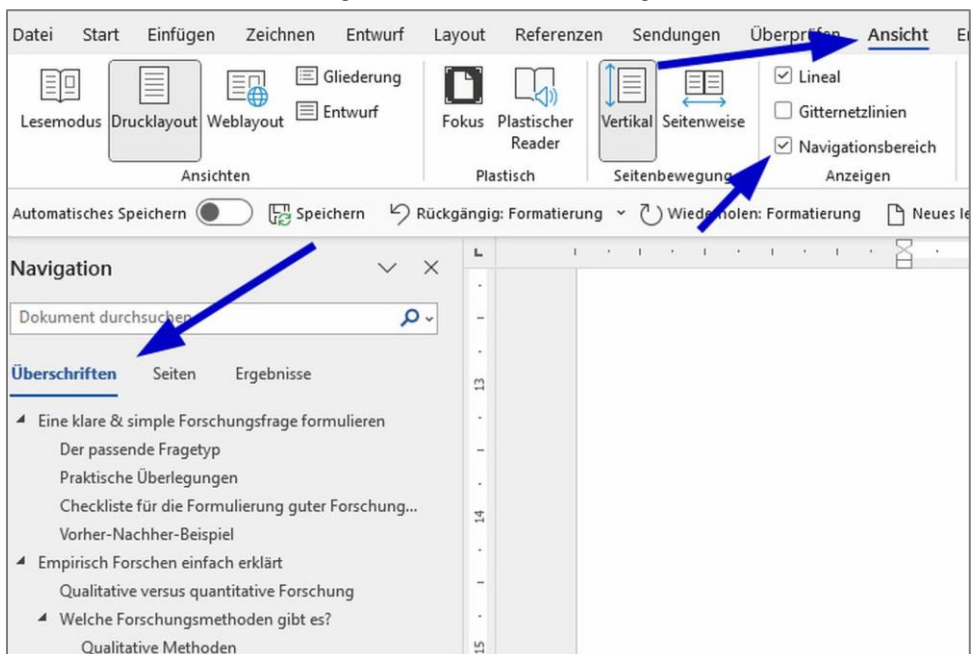 Datei Start Einfügen Zeichnen Entwurf Layout Referenzen Sendungen Überprüfen Ansicht
Lesemodus Drucklayout Weblayout Gliederung
Entwurf
Fokus Plastischer
Reader
Vertikal Seitenweise
Lineal
Gitternetzlinien
Navigationsbereich
Ansichten Plastisch Seitenbewegung Anzeigen
Automatisches Speichern Speichern Rückgängig: Formatierung Wiederholen: Formatierung Neues
Navigation
Dokument durchsuchen
Überschriften Seiten Ergebnisse
Eine klare & simple Forschungsfrage formulieren
Der passende Fragetyp
Praktische Überlegungen
Checkliste für die Formulierung guter Forschung...
Vorher-Nachher-Beispiel
Empirisch Forschen einfach erklärt
Qualitative versus quantitative Forschung
Welche Forschungsmethoden gibt es?
Qualitative Methoden
13
14
15